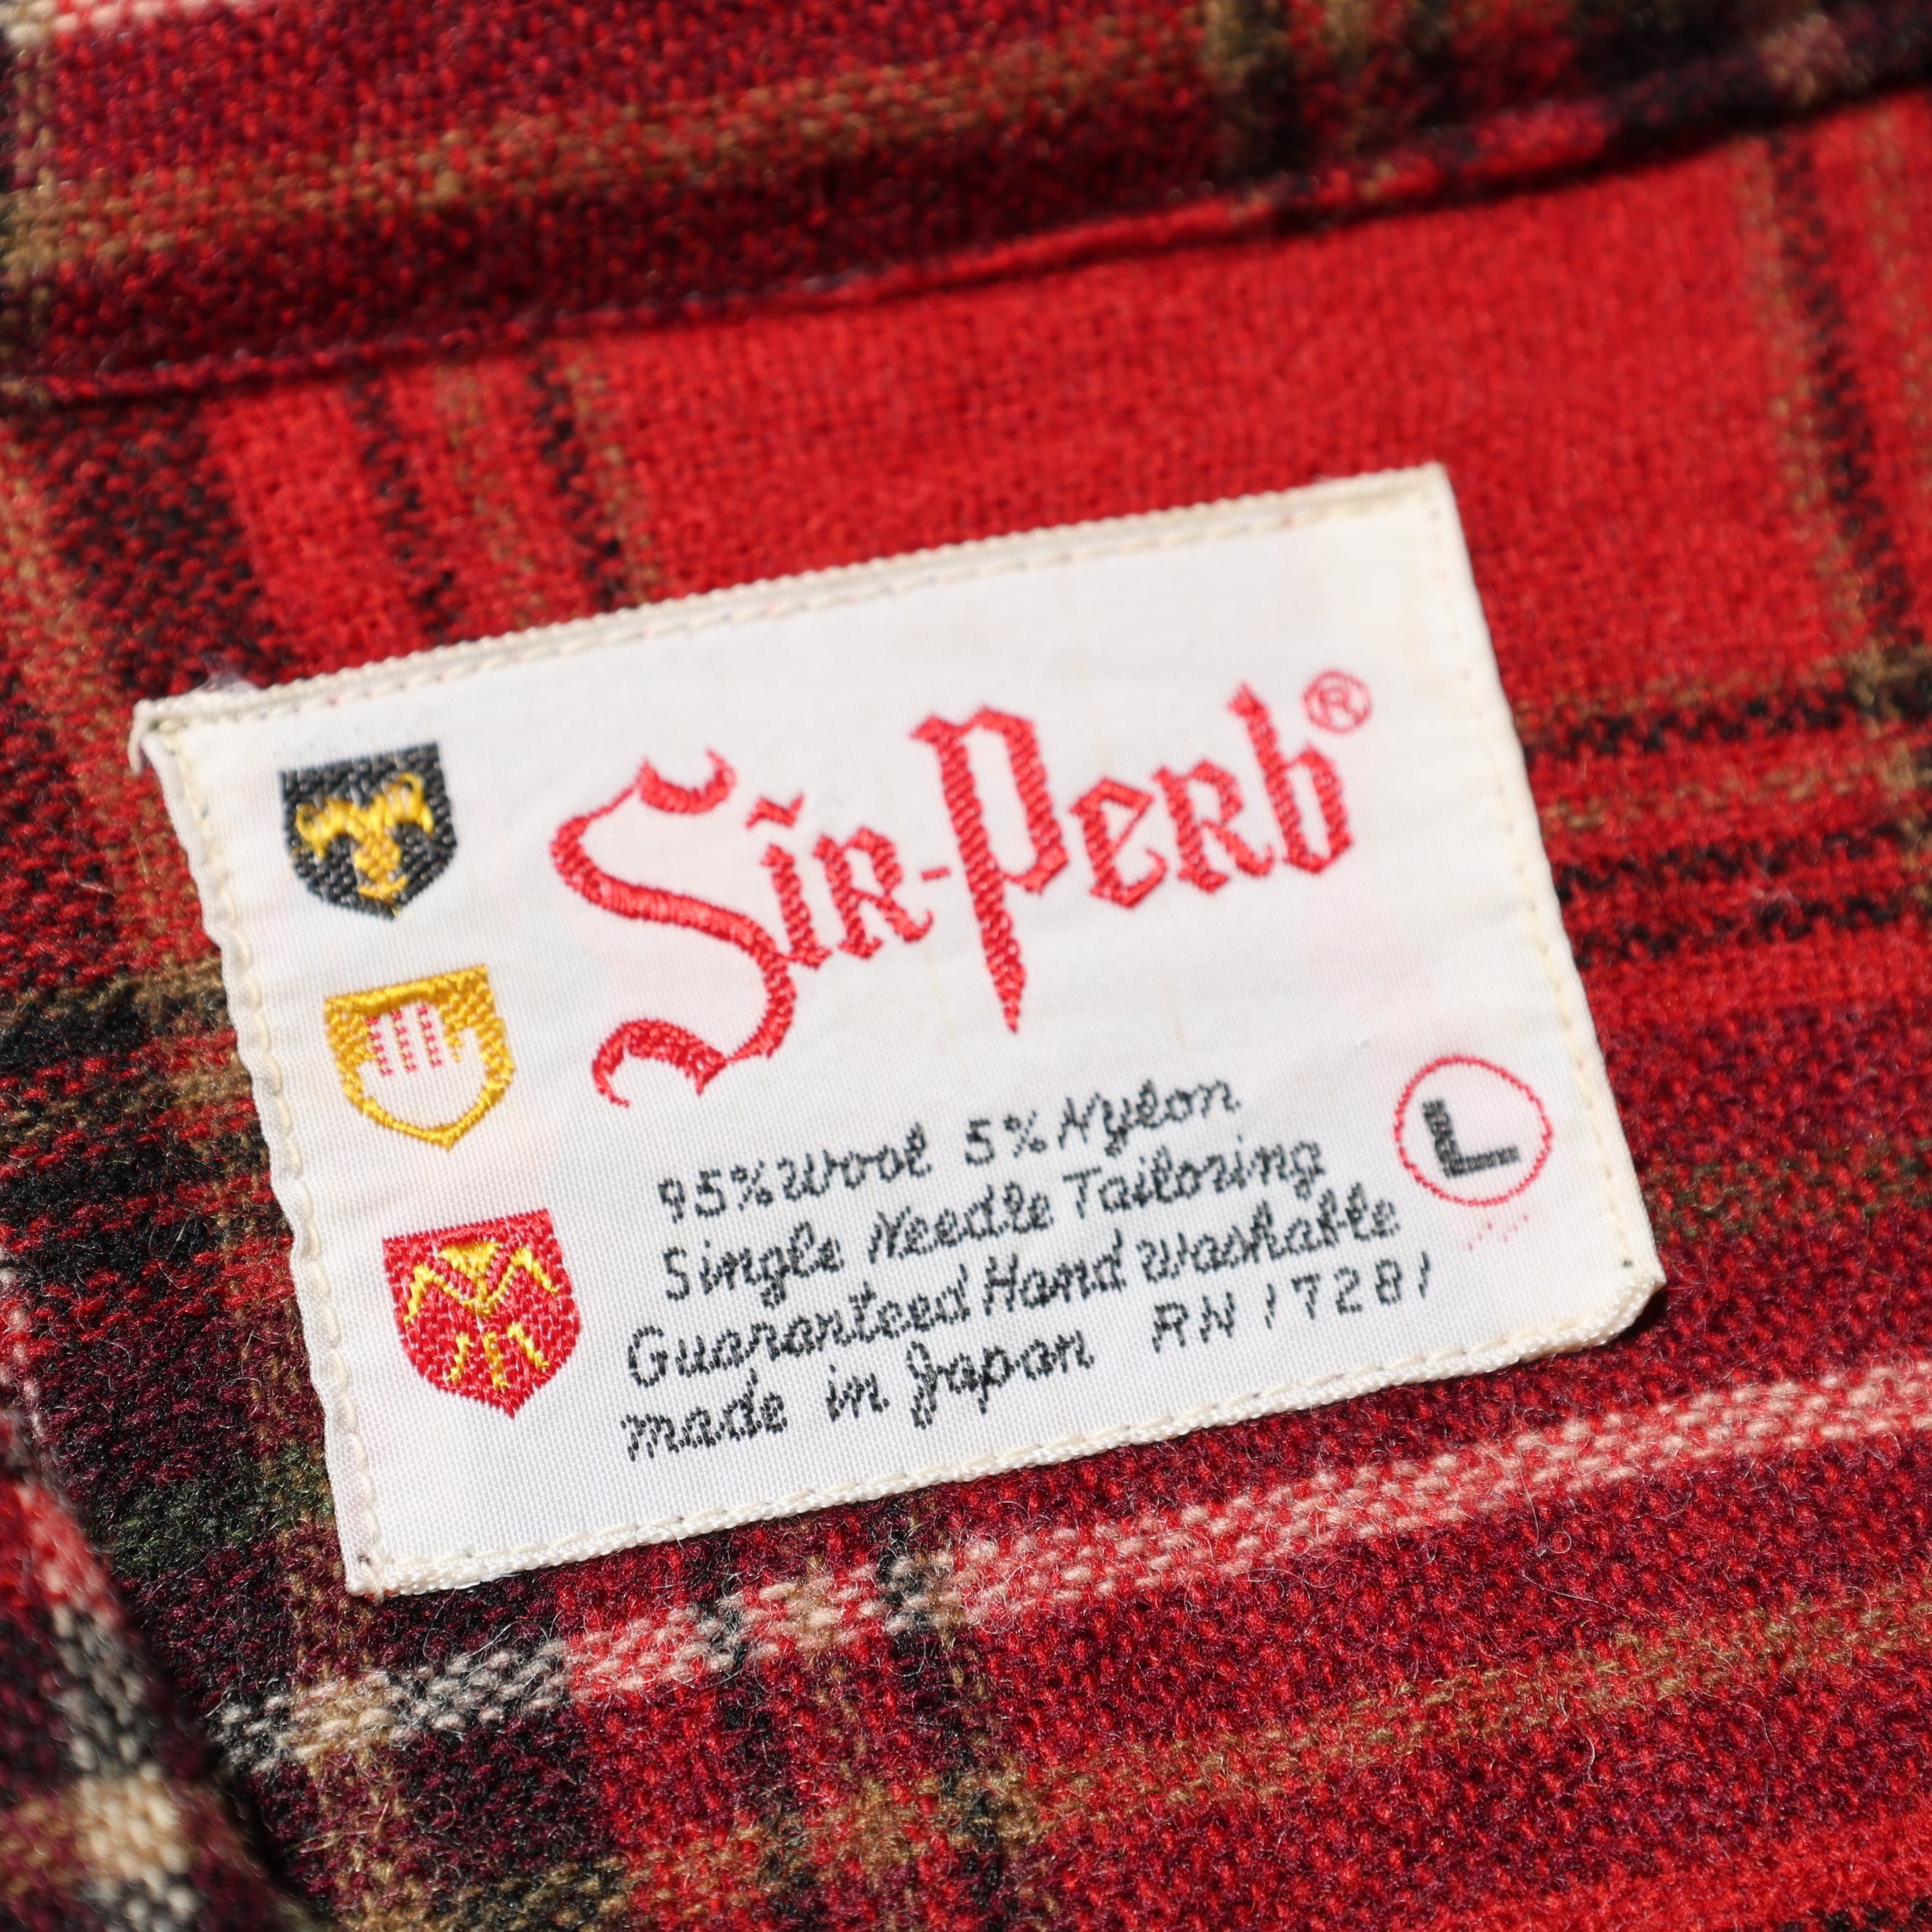 Sir-Perb®
95% Wool 5% Nylon
Single Needle Tailoring
Guaranteed Hand Washable
made in Japan RN 17281
L